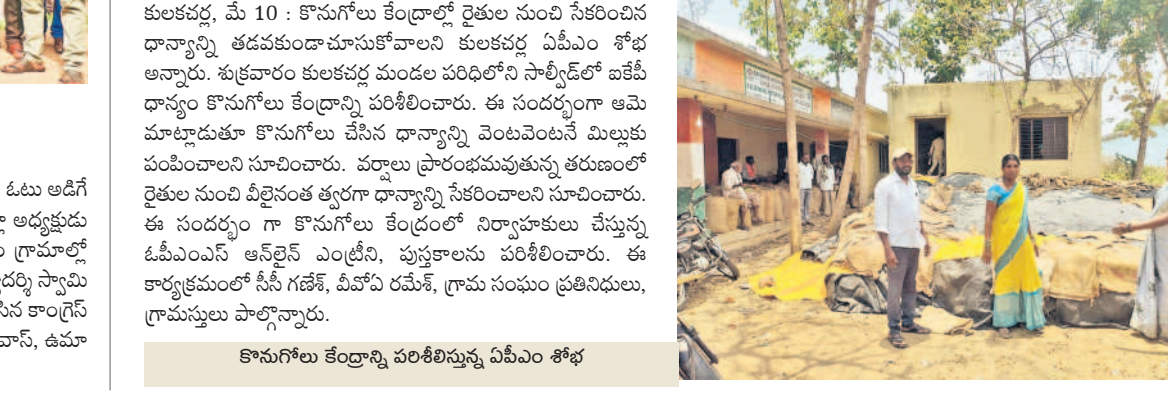 ఓటు అడిగే
అధ్యక్షుడు
గ్రామాల్లో
స్వామి
కాంగ్రెస్
ఉమా
కులకచర్ల, మే 10 : కొనుగోలు కేంద్రాల్లో రైతుల నుంచి సేకరించిన
ధాన్యాన్ని తడవకుండాచూసుకోవాలని కులకచర్ల ఏపీఎం శోభ
అన్నారు. శుక్రవారం కులకచర్ల మండల పరిధిలోని సాల్వీడ్‌లో ఐకేపీ
ధాన్యం కొనుగోలు కేంద్రాన్ని పరిశీలించారు. ఈ సందర్భంగా ఆమె
మాట్లాడుతూ కొనుగోలు చేసిన ధాన్యాన్ని వెంటవెంటనే మిల్లుకు
పంపించాలని సూచించారు. వర్షాలు ప్రారంభమవుతున్న తరుణంలో
రైతుల నుంచి వీలైనంత త్వరగా ధాన్యాన్ని సేకరించాలని సూచించారు.
ఈ సందర్భం గా కొనుగోలు కేంద్రంలో నిర్వాహకులు చేస్తున్న
ఓపీఎంఎస్ ఆన్‌లైన్ ఎంట్రీని, పుస్తకాలను పరిశీలించారు. ఈ
కార్యక్రమంలో సీసీ గణేశ్, వీవోఏ రమేశ్, గ్రామ సంఘం ప్రతినిధులు,
గ్రామస్తులు పాల్గొన్నారు.
కొనుగోలు కేంద్రాన్ని పరిశీలిస్తున్న ఏపీఎం శోభ